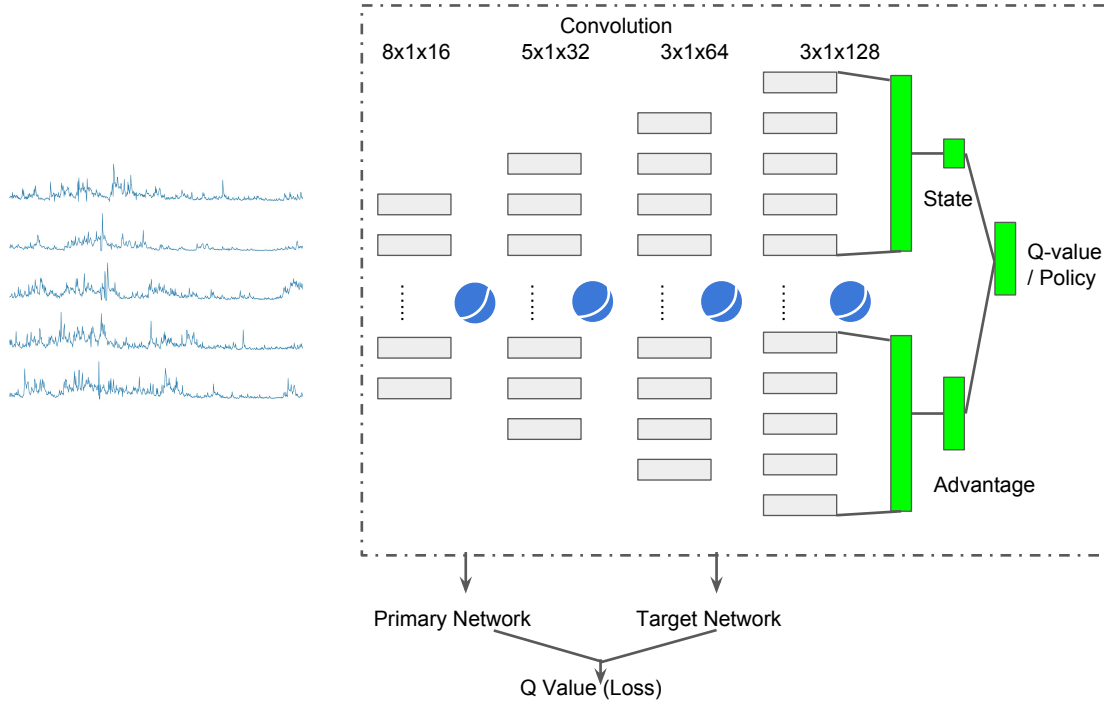 Convolution
8x1x16
5x1x32
3x1x64
3x1x128
State
Q-value
/ Policy
Advantage
Primary Network
Target Network
Q Value (Loss)